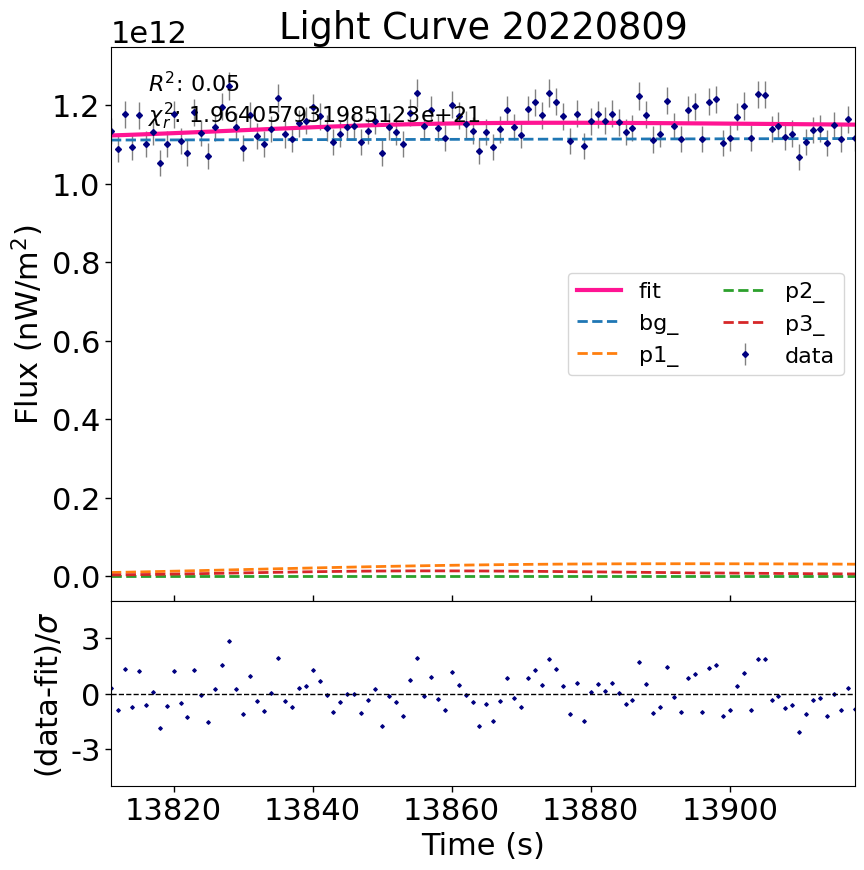 Light Curve 20220809
1e12
R²: 0.05
χ²ᵣ: 1.964057931985123e+21
1.2
1.0
0.8
0.6
0.4
0.2
0.0
Flux (nW/m²)
fit
bg_
p1_
p2_
p3_
data
3
0
-3
(data-fit)/σ
13820 13840 13860 13880 13900
Time (s)